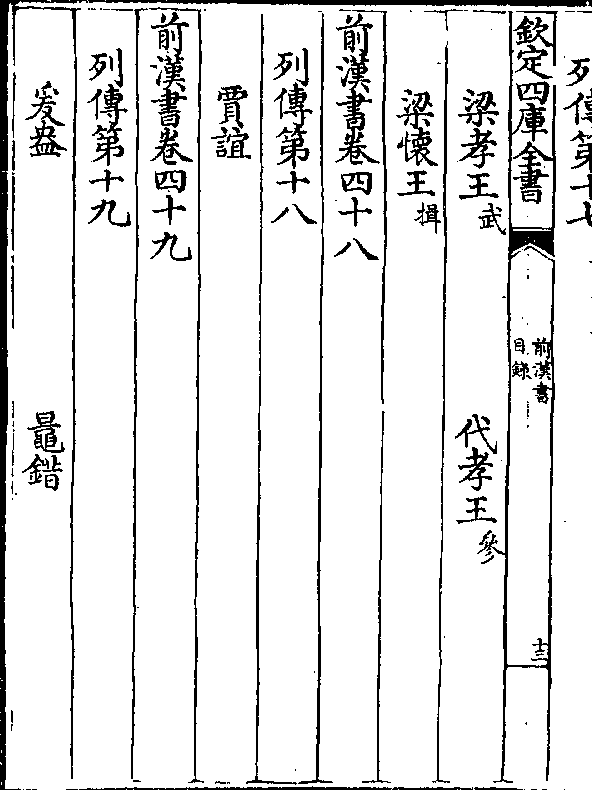 列傳第十七
欽定四庫全書
前漢書
目錄
十三
梁孝王武
代孝王參
梁懷王揖
前漢書卷四十八
列傳第十八
賈誼
前漢書卷四十九
列傳第十九
爰盎
鼂錯